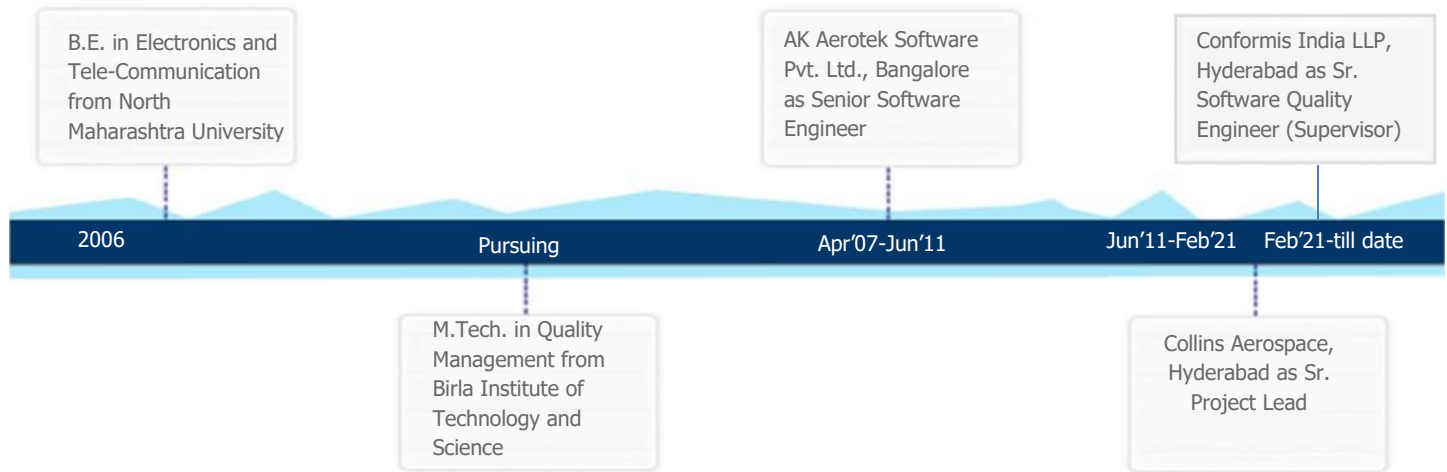 B.E. in Electronics and
Tele-Communication
from North
Maharashtra University
AK Aerotek Software
Pvt. Ltd., Bangalore
as Senior Software
Engineer
Conformis India LLP,
Hyderabad as Sr.
Software Quality
Engineer (Supervisor)
2006
Pursuing
Apr’07-Jun’11
Jun’11-Feb’21
Feb’21-till date
M.Tech. in Quality
Management from
Birla Institute of
Technology and
Science
Collins Aerospace,
Hyderabad as Sr.
Project Lead